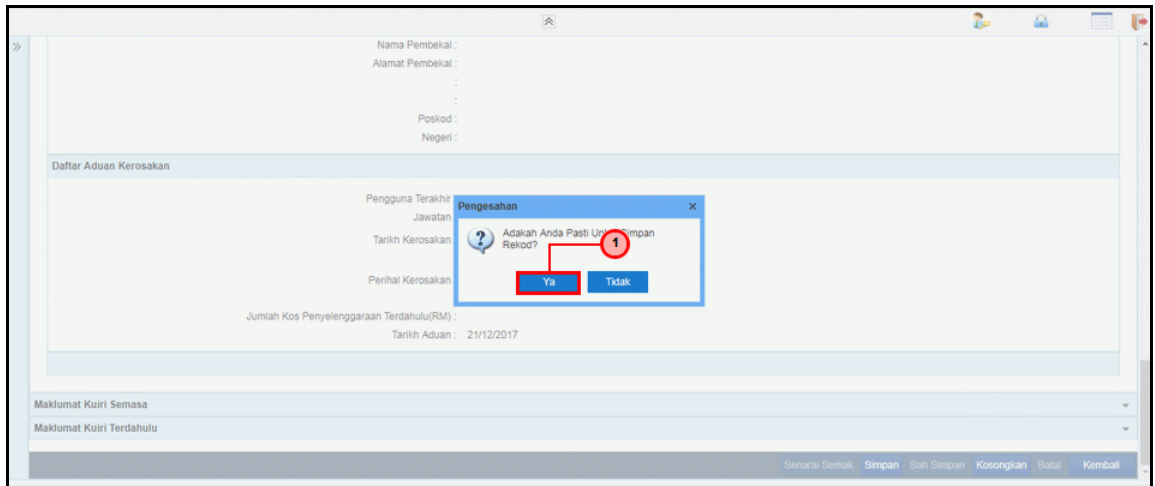 Nama Pembekal :
Alamat Pembekal :
:
:
Poskod :
Negeri :
Daftar Aduan Kerosakan
Pengguna Terakhir
Jawatan
Tarikh Kerosakan
Perihal Kerosakan
Pengesahan x
Adakah Anda Pasti Simpan
Rekod?
1
Ya Tidak
Jumlah Kos Penyelenggaraan Terdahulu(RM) :
Tarikh Aduan : 21/12/2017
Maklumat Kuiri Semasa
Maklumat Kuiri Terdahulu
Senarai Semak Simpan Sah Simpan Kosongkan Batal Kembali